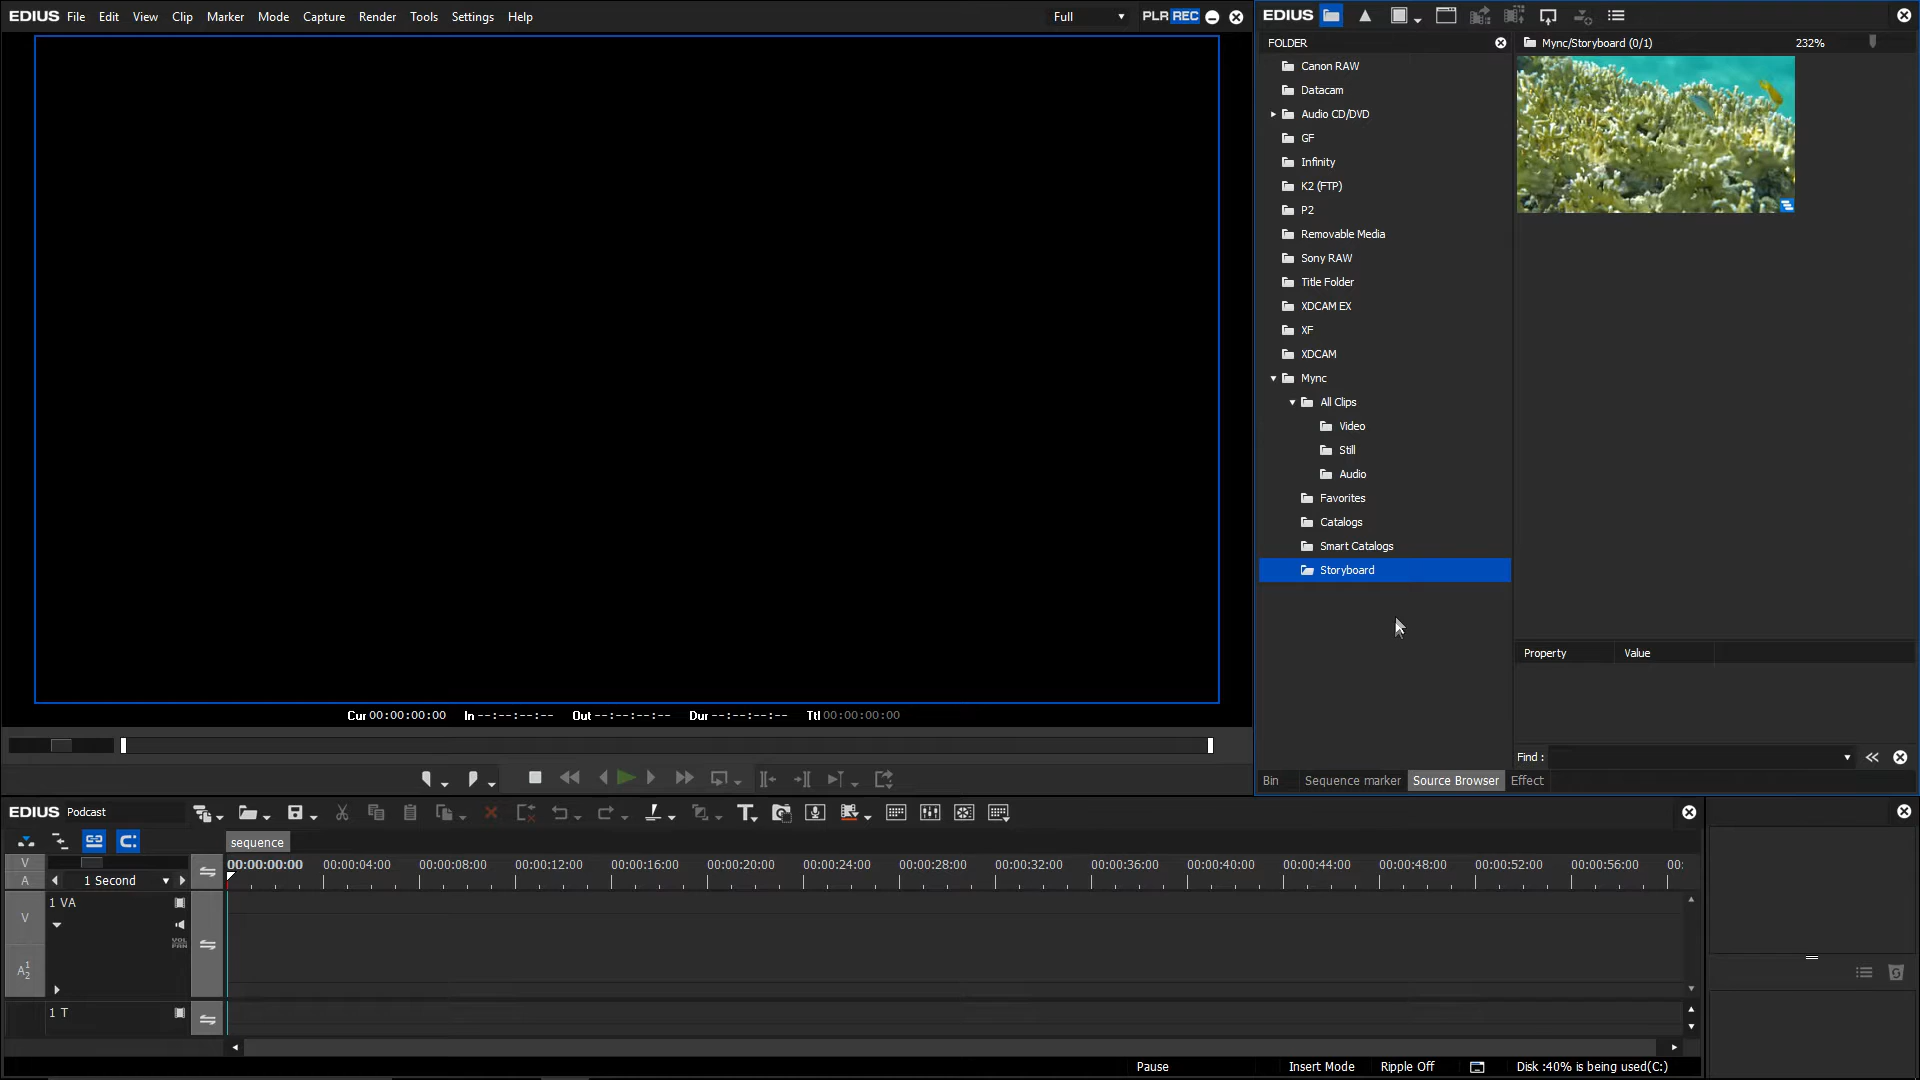 EDIUS File Edit View Clip Marker Mode Capture Render Tools Settings Help
Full
PLR REC
EDIUS
FOLDER
Canon RAW
Datacam
Audio CD/DVD
GF
Infinity
K2 (FTP)
P2
Removable Media
Sony RAW
Title Folder
XDCAM EX
XF
XDCAM
Mync
All Clips
Video
Still
Audio
Favorites
Catalogs
Smart Catalogs
Storyboard
Mync/Storyboard (0/1) 232%
Property Value
Find :
Bin Sequence marker Source Browser Effect
Cur 00:00:00:00 In --:--:--:-- Out --:--:--:-- Dur --:--:--:-- Ttl 00:00:00:00
EDIUS Podcast
sequence
V
A
1 Second
00:00:00:00 00:00:04:00 00:00:08:00 00:00:12:00 00:00:16:00 00:00:20:00 00:00:24:00 00:00:28:00 00:00:32:00 00:00:36:00 00:00:40:00 00:00:44:00 00:00:48:00 00:00:52:00 00:00:56:00 00:
V 1 VA
VOL
PAN
A 1 2
1 T
Pause Insert Mode Ripple Off Disk :40% is being used(C:)